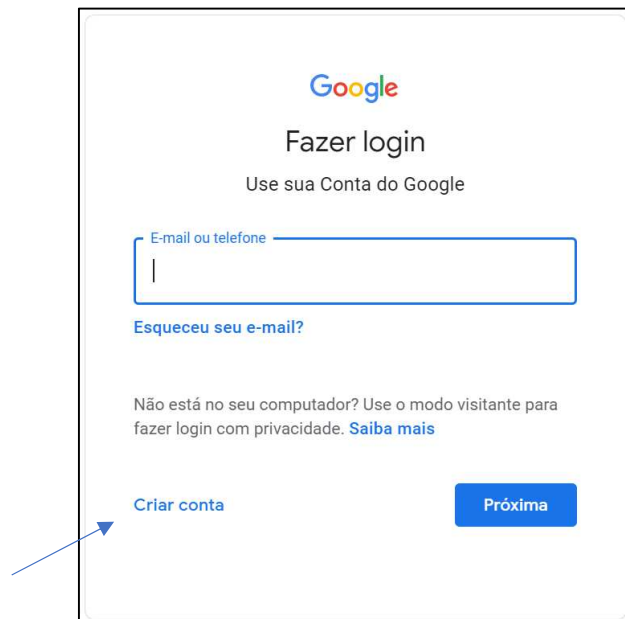 Google
Fazer login
Use sua Conta do Google
E-mail ou telefone
Esqueceu seu e-mail?
Não está no seu computador? Use o modo visitante para
fazer login com privacidade. Saiba mais
Criar conta
Próxima